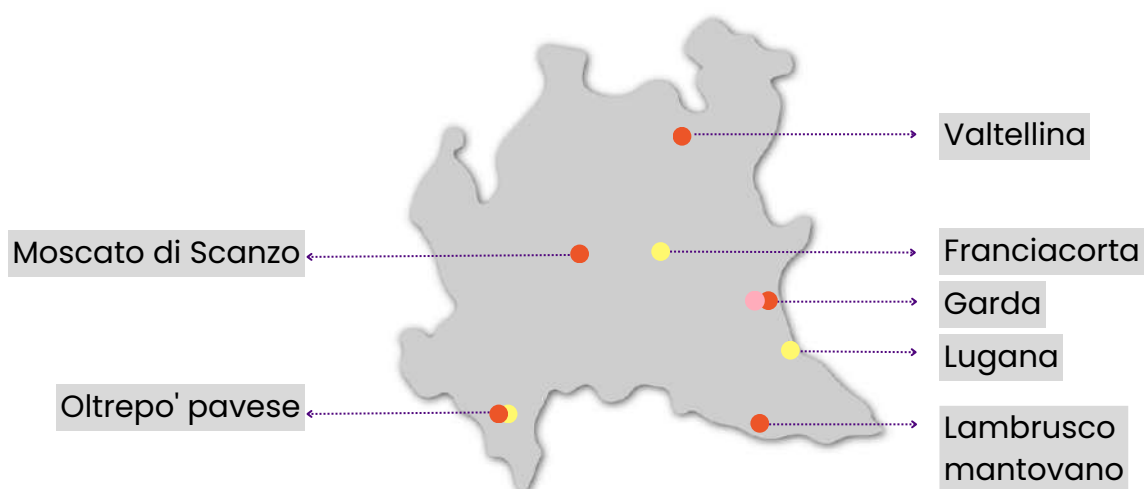 Valtellina
Moscato di Scanzo
Franciacorta
Garda
Lugana
Oltrepo' pavese
Lambrusco
mantovano